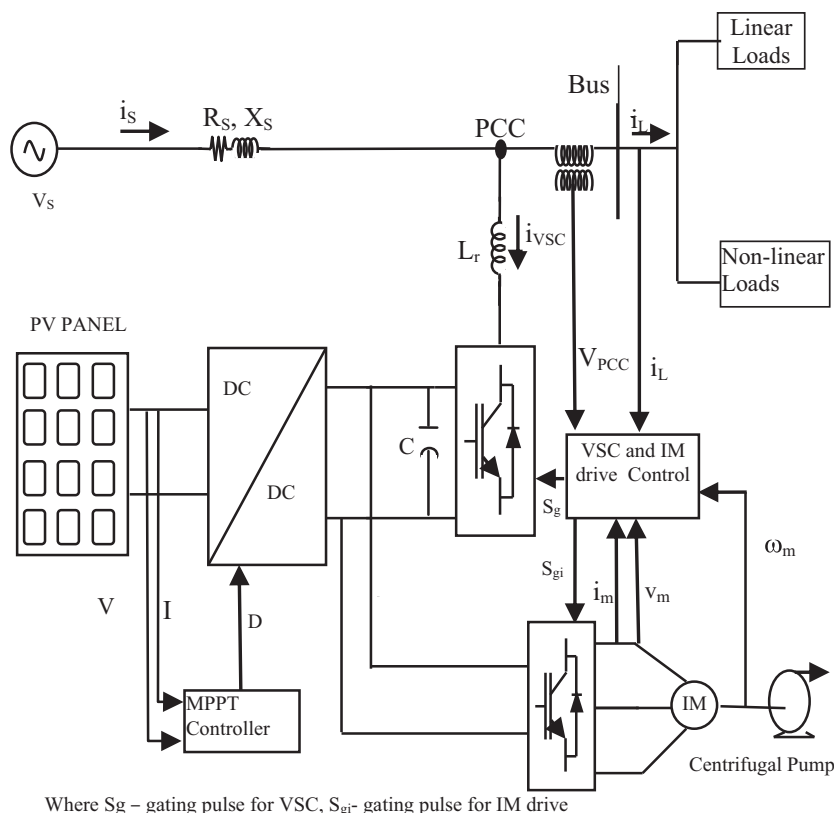 Linear
Loads
Bus
i_S
R_S, X_S
PCC
i_L
V_S
i_VSC
L_r
Non-linear
Loads
PV PANEL
V_PCC
i_L
DC
C
VSC and IM
drive Control
DC
S_g
ω_m
S_gi
i_m
v_m
V
I
D
MPPT
Controller
IM
Centrifugal Pump
Where Sg – gating pulse for VSC, S_gi- gating pulse for IM drive